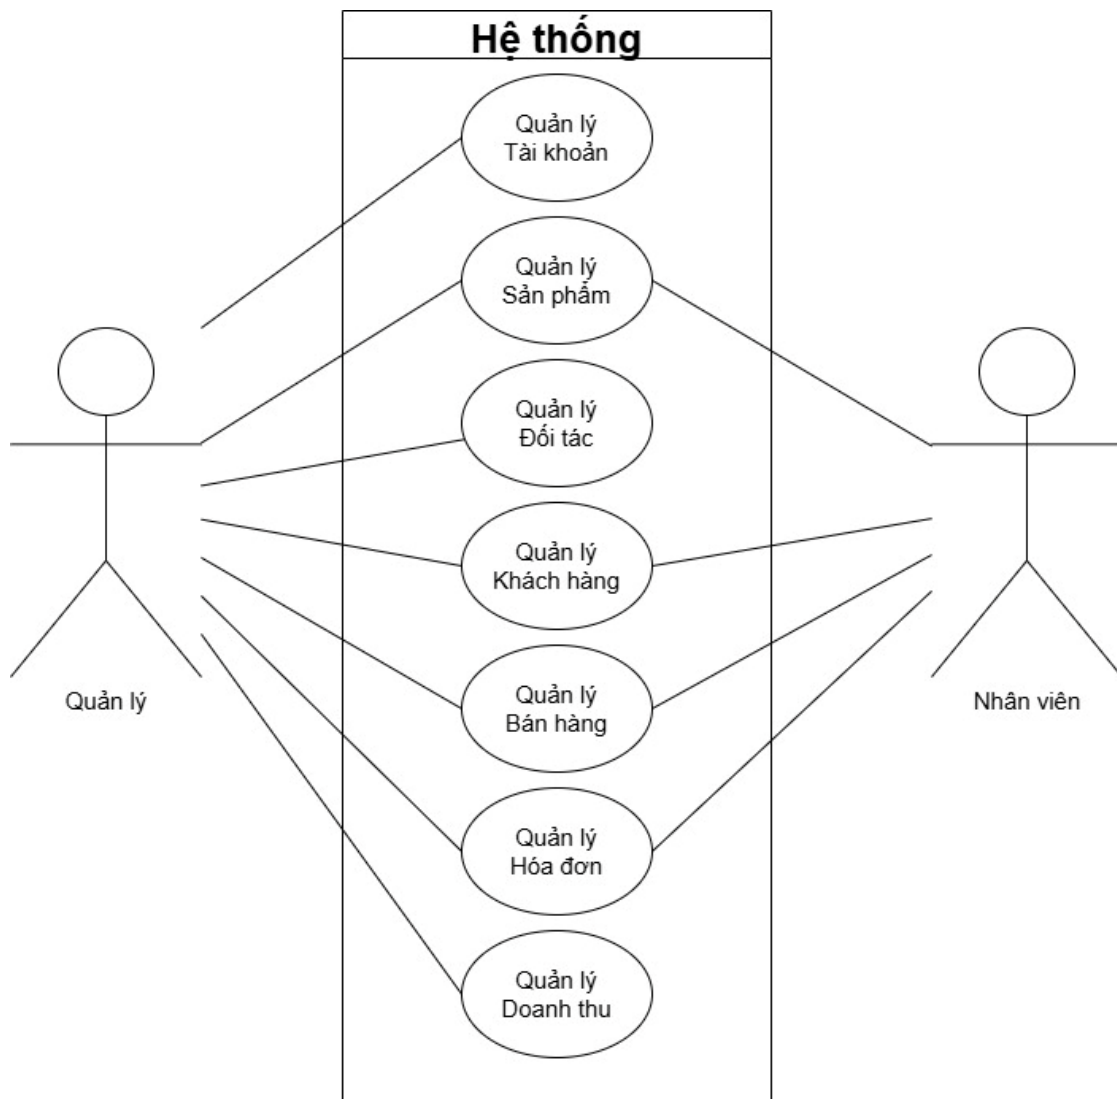 Hệ thống
Quản lý
Tài khoản
Quản lý
Sản phẩm
Quản lý
Đối tác
Quản lý
Khách hàng
Quản lý
Bán hàng
Quản lý
Hóa đơn
Quản lý
Doanh thu
Quản lý
Nhân viên